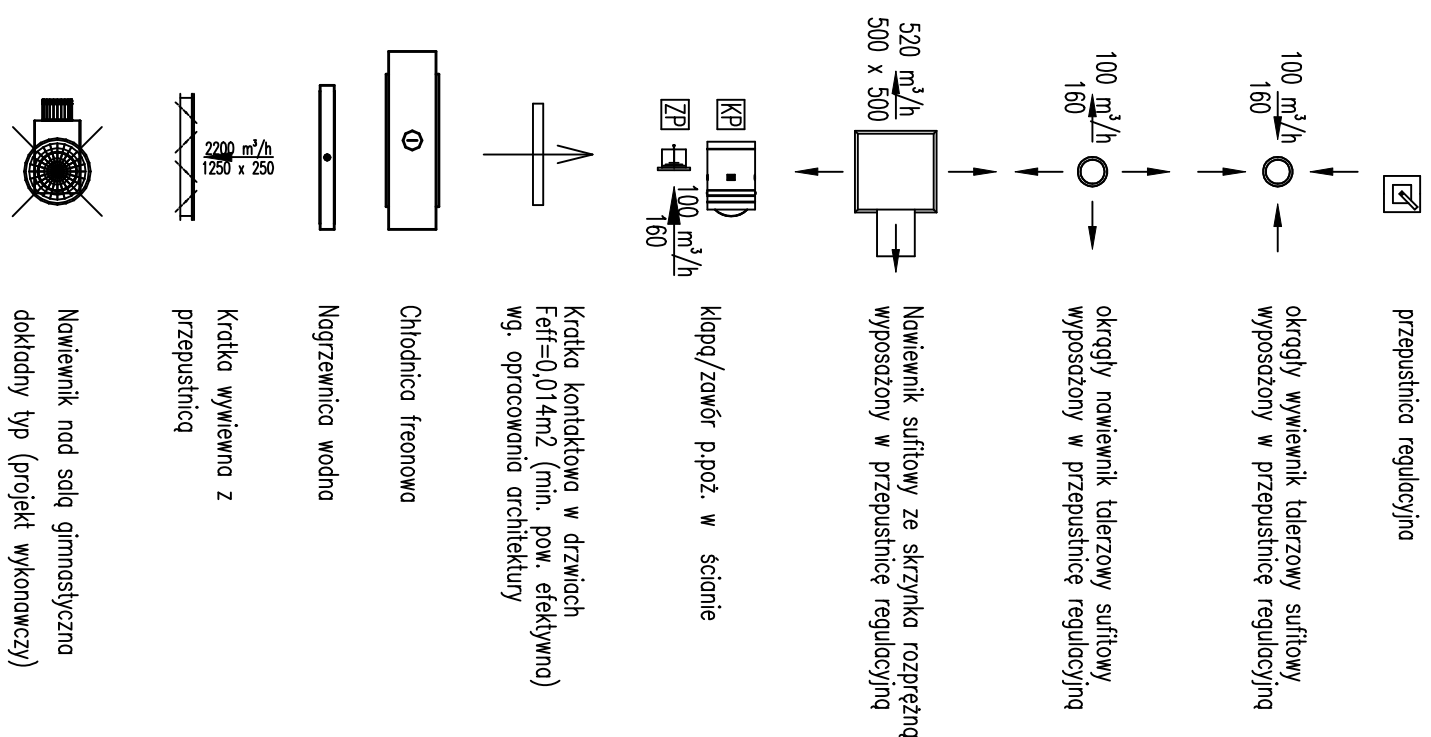 przepustnica regulacyjna
100 m³/h
160
okrągły wywiewnik talerzowy sufitowy
wyposażony w przepustnicę regulacyjną
100 m³/h
160
okrągły nawiewnik talerzowy sufitowy
wyposażony w przepustnicę regulacyjną
520 m³/h
500 x 500
Nawiewnik sufitowy ze skrzynka rozprężną
wyposażony w przepustnicę regulacyjną
KP
ZP
100 m³/h
160
klapą/zawór p.poż. w ścianie
Kratka kontaktowa w drzwiach
Feff=0,014m2 (min. pow. efektywna)
wg. opracowania architektury
Chłodnica freonowa
Nagrzewnica wodna
2200 m³/h
1250 x 250
Kratka wywiewna z
przepustnicą
Nawiewnik nad salą gimnastyczna
dokładny typ (projekt wykonawczy)